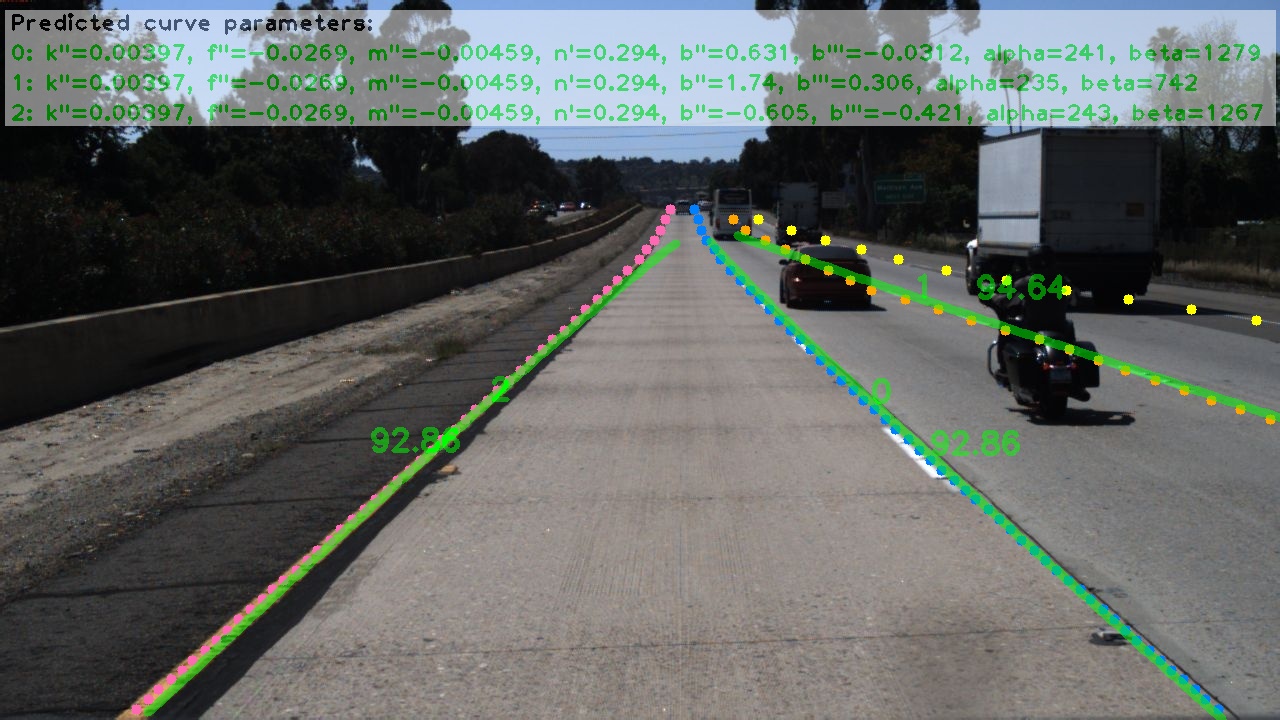 Predicted curve parameters:
0: k''=0.00397, f''=-0.0269, m''=-0.00459, n'=0.294, b''=0.631, b'''=-0.0312, alpha=241, beta=1279
1: k''=0.00397, f''=-0.0269, m''=-0.00459, n'=0.294, b''=1.74, b'''=0.306, alpha=235, beta=742
2: k''=0.00397, f''=-0.0269, m''=-0.00459, n'=0.294, b''=-0.605, b'''=-0.421, alpha=243, beta=1267
Madison Ave
1 94.64
2
0
92.86
92.86